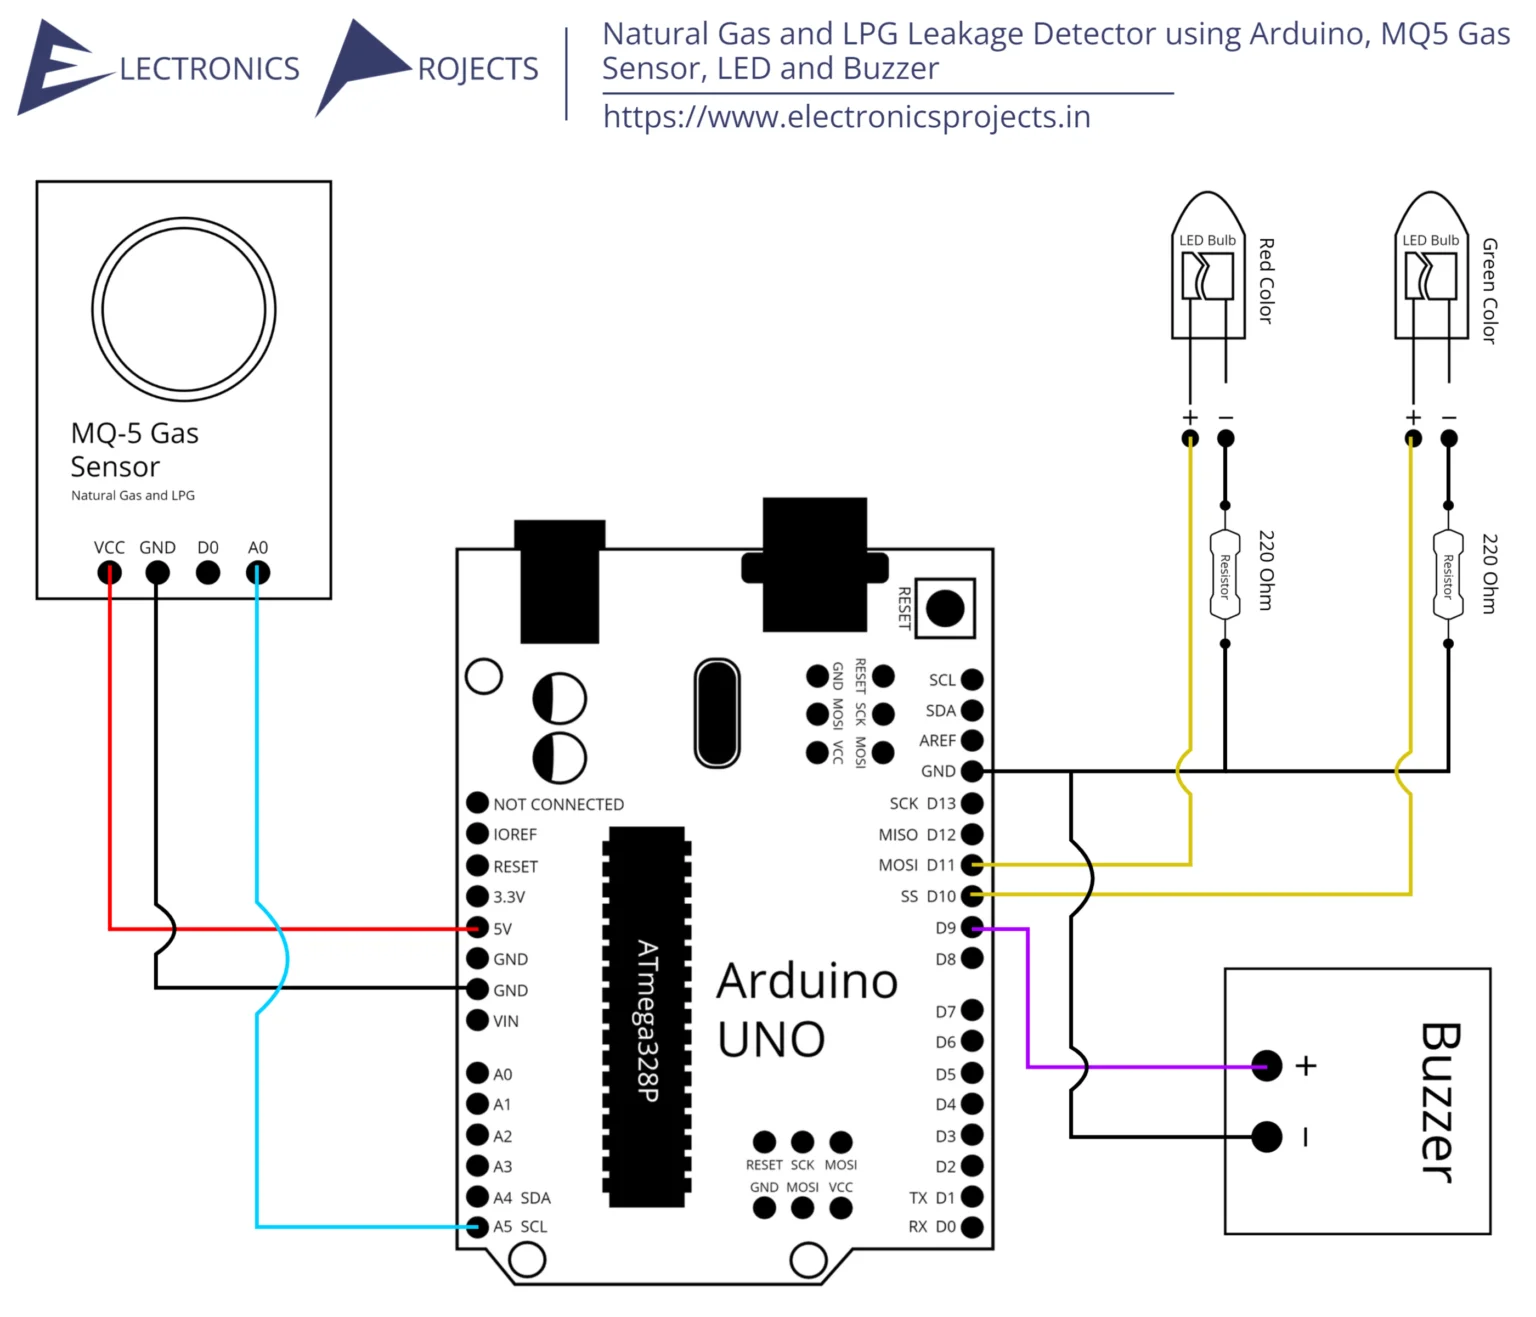 ELECTRONICS PROJECTS
Natural Gas and LPG Leakage Detector using Arduino, MQ5 Gas
Sensor, LED and Buzzer
https://www.electronicsprojects.in
MQ-5 Gas
Sensor
Natural Gas and LPG
VCC GND D0 A0
LED Bulb
Red Color
+ −
Resistor
220 Ohm
LED Bulb
Green Color
+ −
Resistor
220 Ohm
RESET
GND MOSI VCC
RESET SCK MOSI
NOT CONNECTED
IOREF
RESET
3.3V
5V
GND
GND
VIN
A0
A1
A2
A3
A4 SDA
A5 SCL
ATmega328P
Arduino
UNO
SCL
SDA
AREF
GND
SCK D13
MISO D12
MOSI D11
SS D10
D9
D8
D7
D6
D5
D4
D3
D2
TX D1
RX D0
RESET SCK MOSI
GND MOSI VCC
+
−
Buzzer